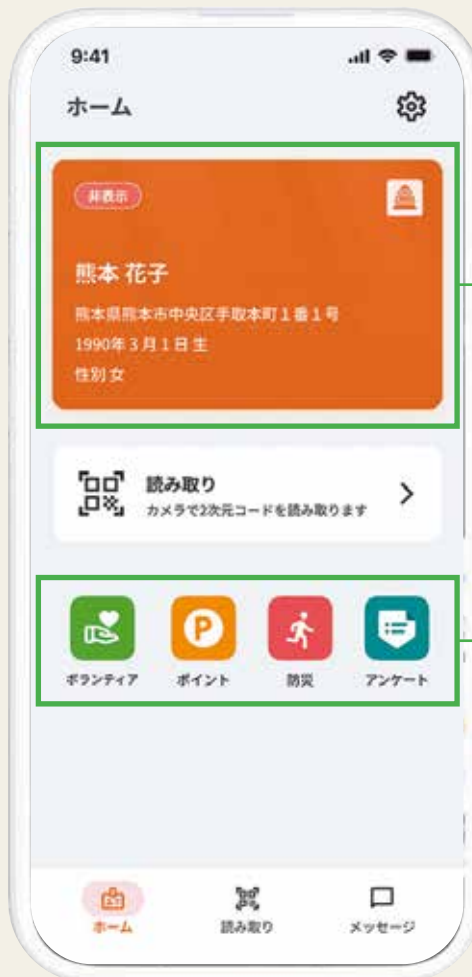 9:41
ホーム
非表示
熊本 花子
熊本県熊本市中央区手取本町1番1号
1990年3月1日生
性別 女
読み取り
カメラで2次元コードを読み取ります
P
ボランティア ポイント 防災 アンケート
ホーム 読み取り メッセージ